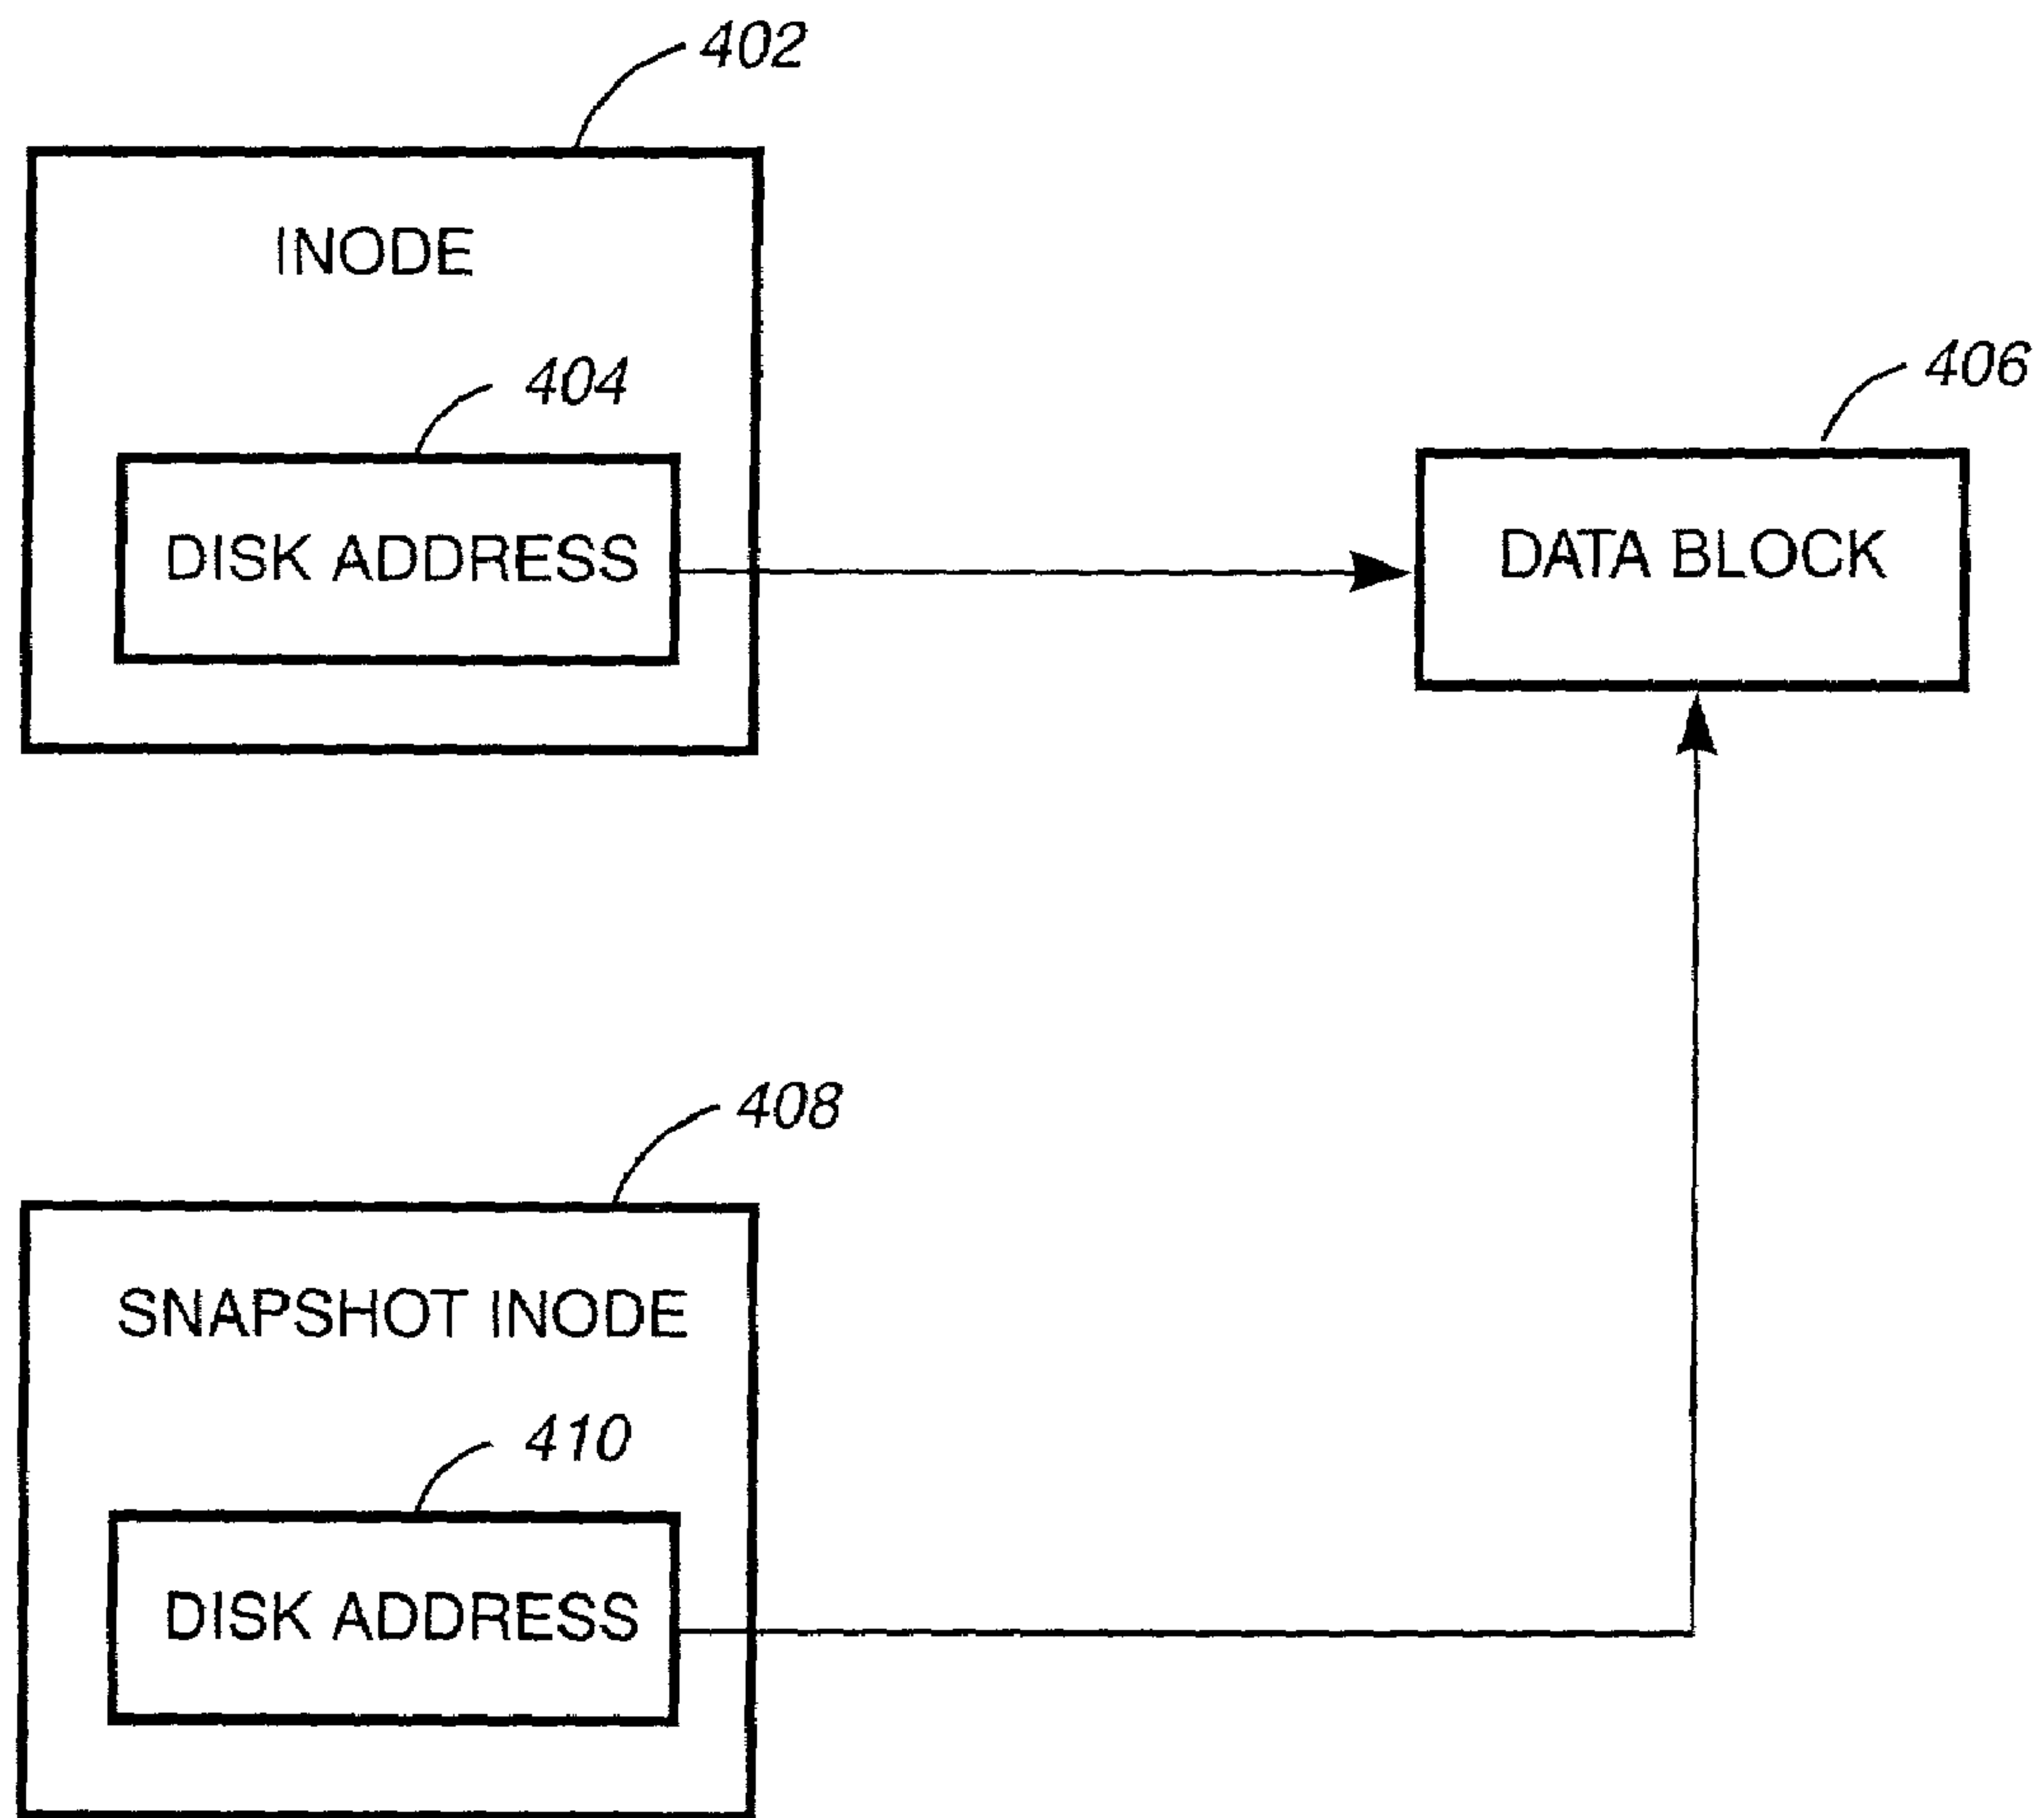 402
INODE
404
DISK ADDRESS
406
DATA BLOCK
408
SNAPSHOT INODE
410
DISK ADDRESS